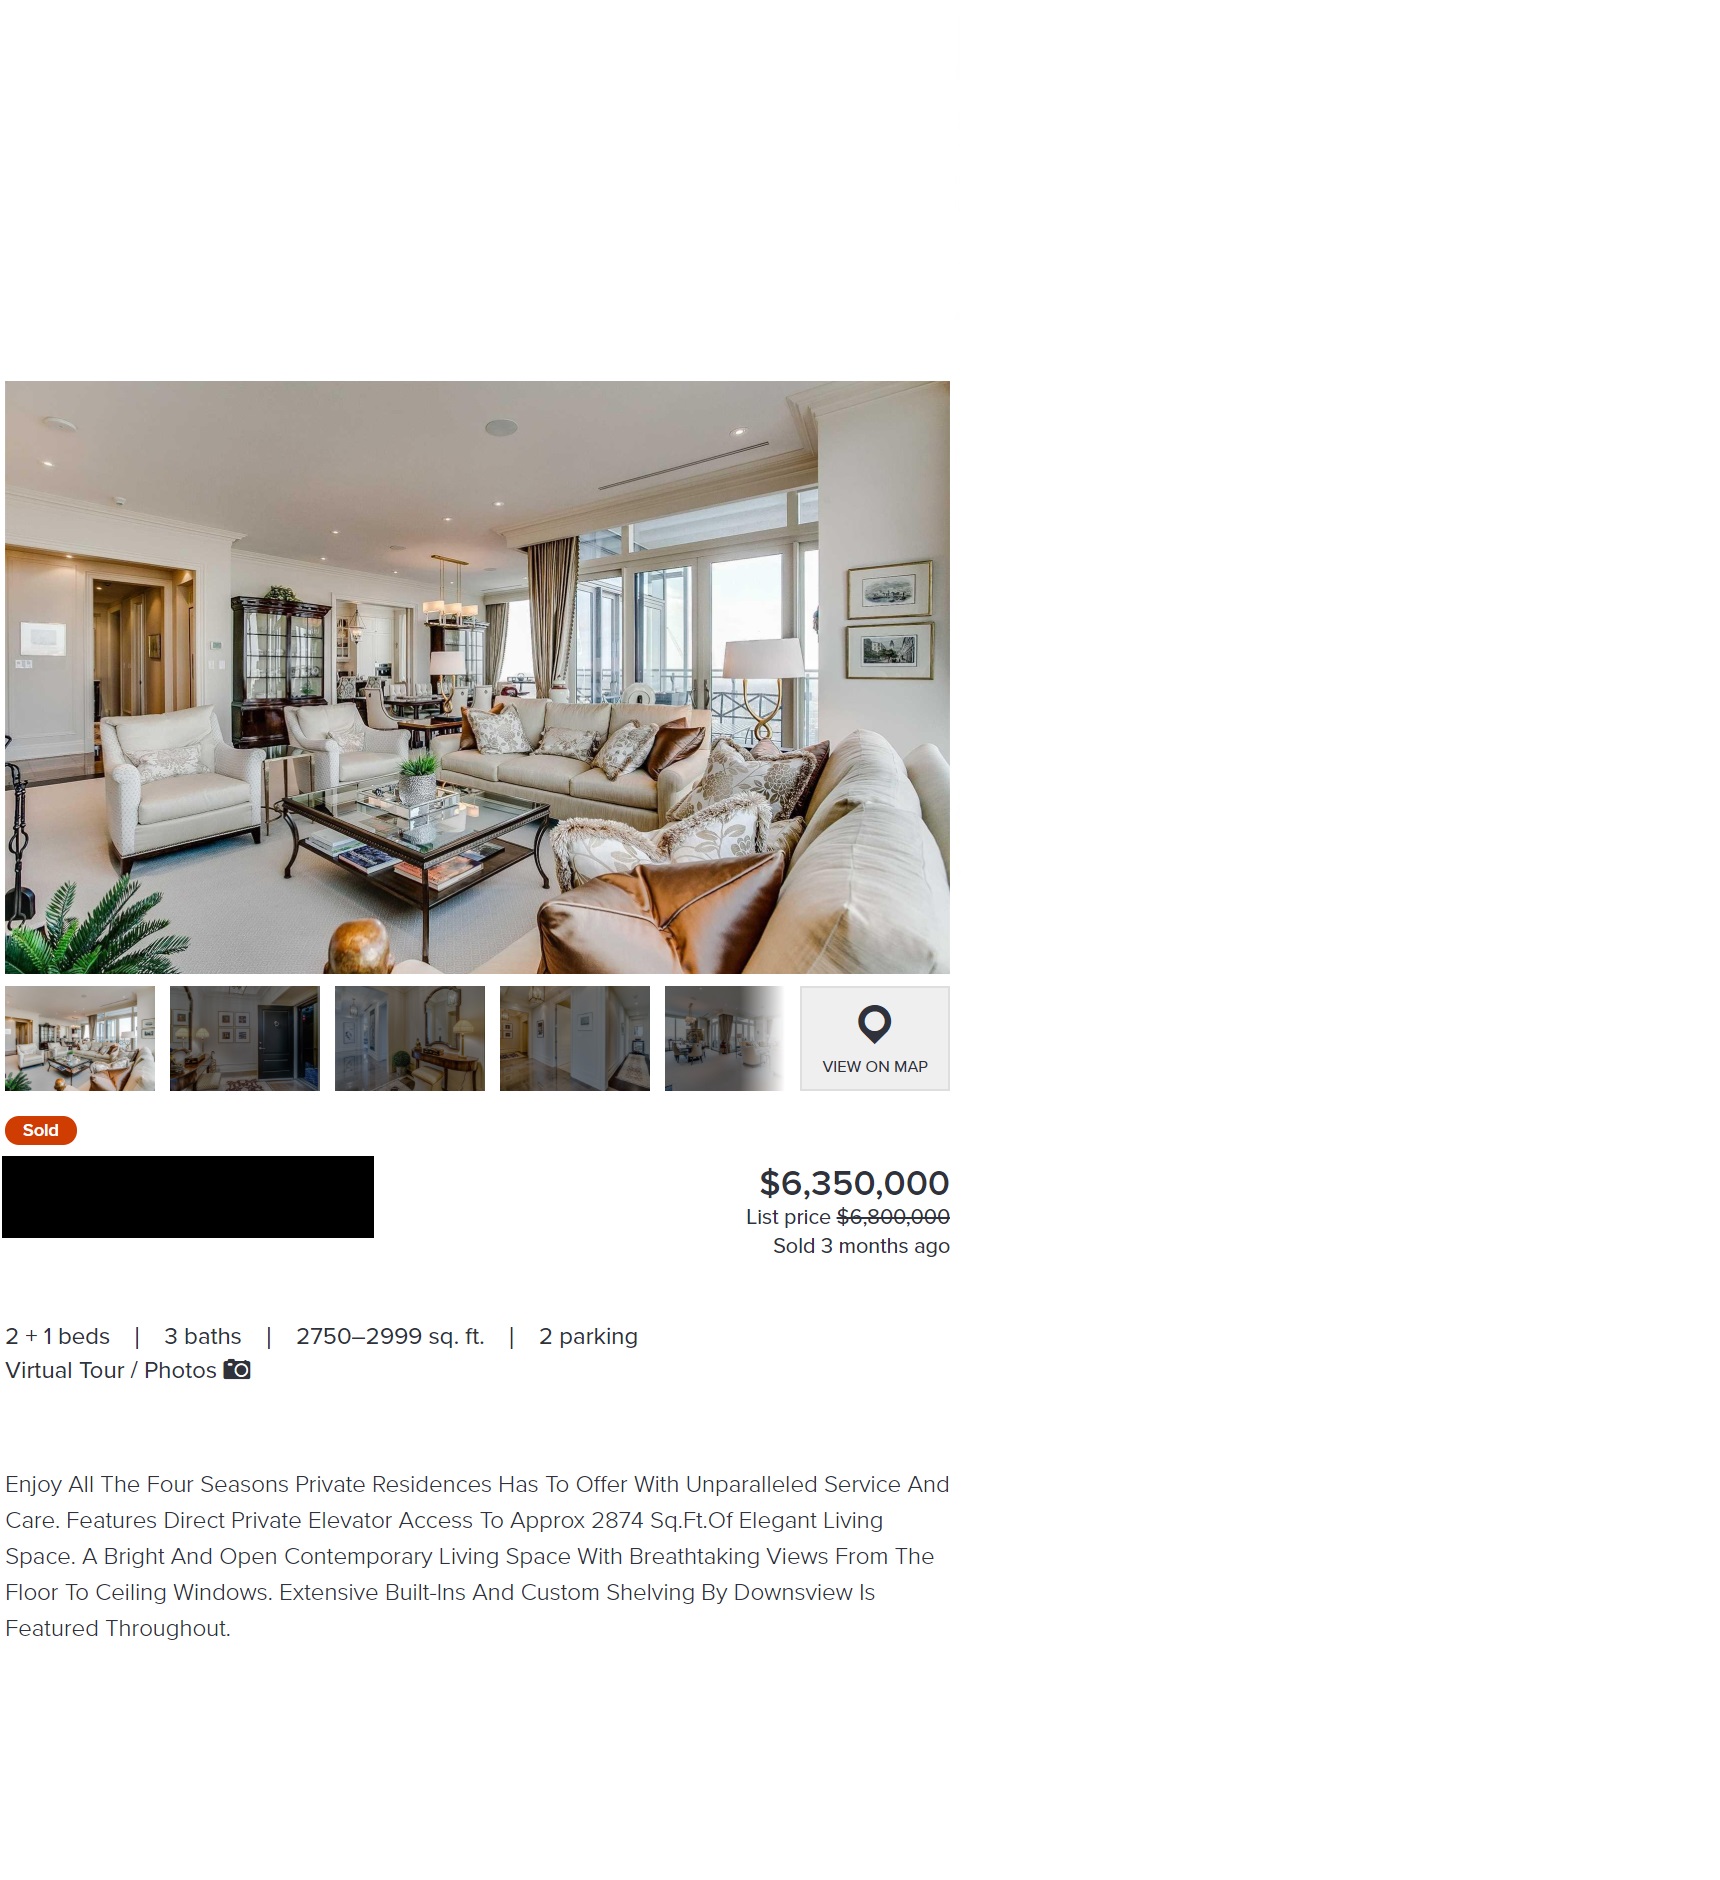 VIEW ON MAP
Sold
$6,350,000
List price $6,800,000
Sold 3 months ago
2 + 1 beds | 3 baths | 2750–2999 sq. ft. | 2 parking
Virtual Tour / Photos
Enjoy All The Four Seasons Private Residences Has To Offer With Unparalleled Service And
Care. Features Direct Private Elevator Access To Approx 2874 Sq.Ft.Of Elegant Living
Space. A Bright And Open Contemporary Living Space With Breathtaking Views From The
Floor To Ceiling Windows. Extensive Built-Ins And Custom Shelving By Downsview Is
Featured Throughout.